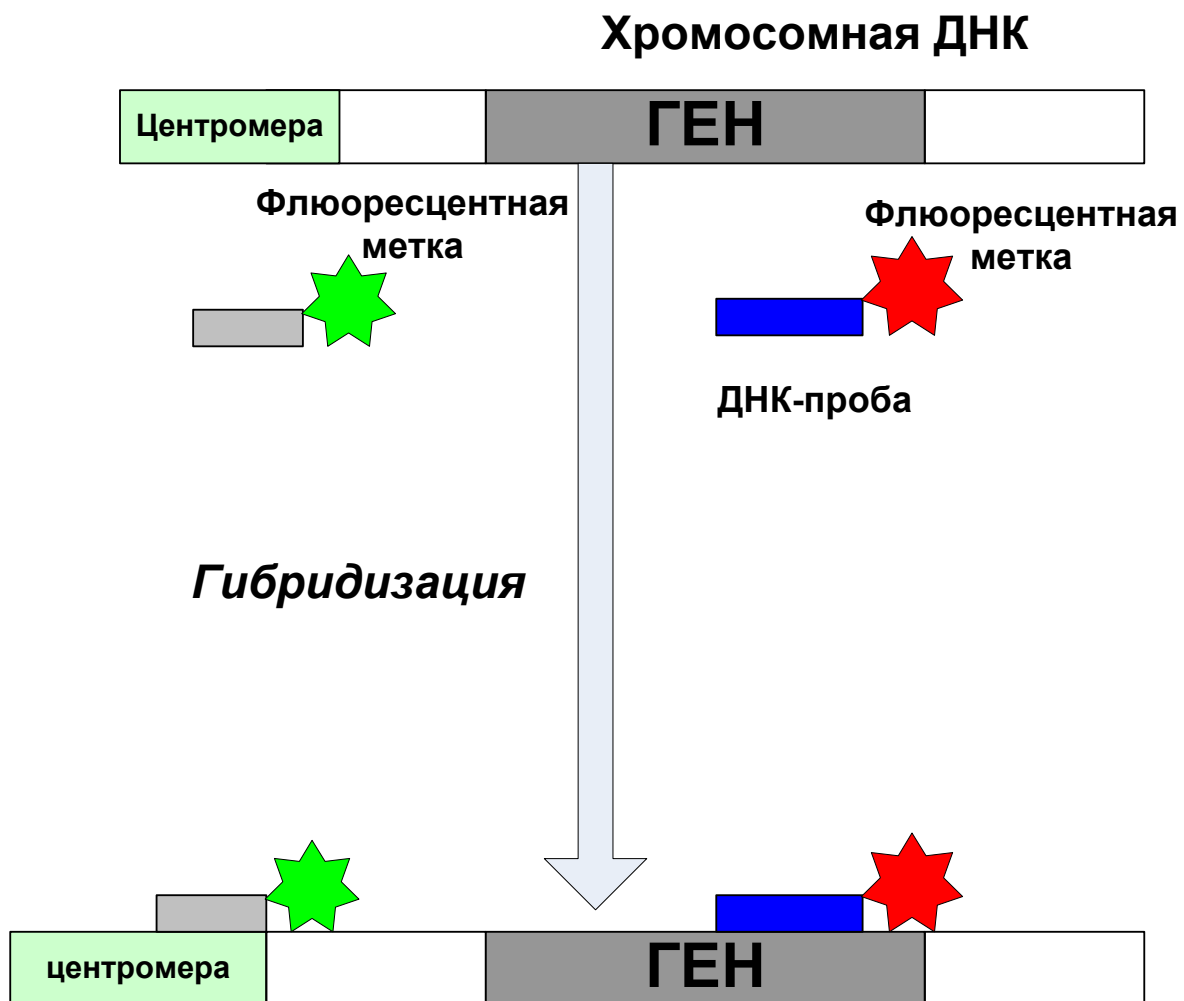 Хромосомная ДНК
Центромера
ГЕН
Флюоресцентная
метка
Флюоресцентная
метка
ДНК-проба
Гибридизация
центромера
ГЕН